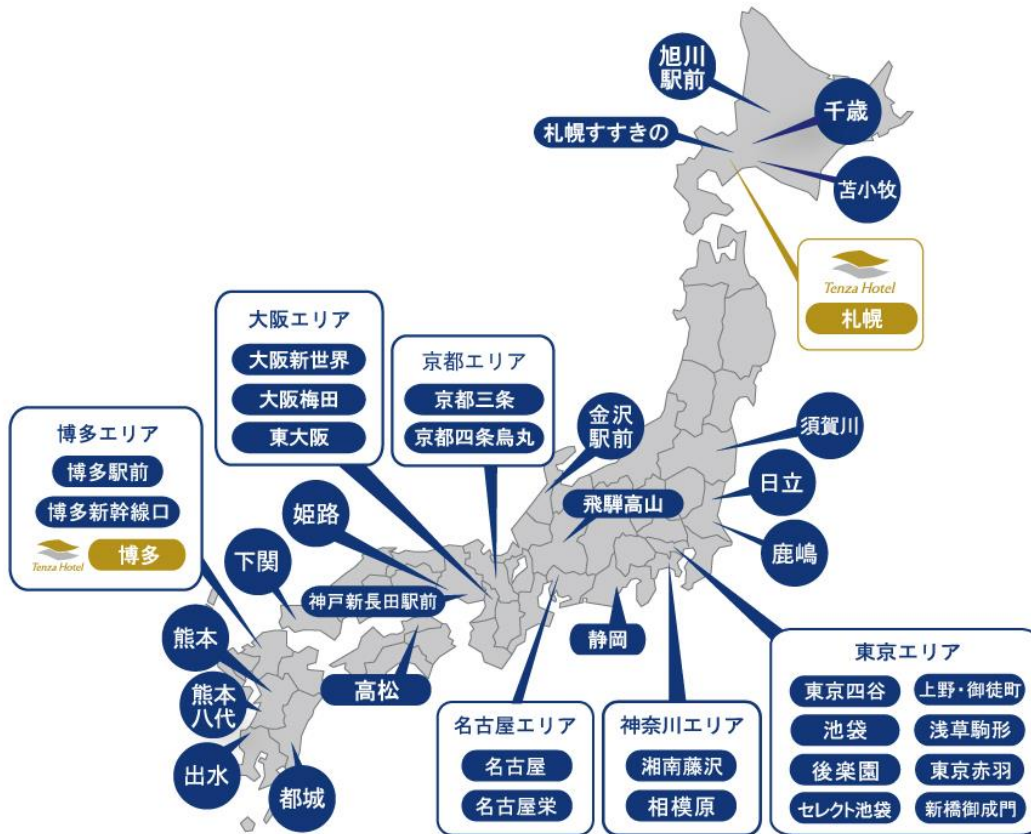 旭川
駅前
千歳
札幌すすきの
苫小牧
Tenza Hotel
札幌
大阪エリア
大阪新世界
大阪梅田
東大阪
京都エリア
京都三条
京都四条烏丸
金沢
駅前
須賀川
博多エリア
博多駅前
博多新幹線口
Tenza Hotel
博多
姫路
飛騨高山
日立
下関
神戸新長田駅前
鹿嶋
熊本
静岡
高松
熊本
八代
出水
都城
名古屋エリア
名古屋
名古屋栄
神奈川エリア
湘南藤沢
相模原
東京エリア
東京四谷
上野・御徒町
池袋
浅草駒形
後楽園
東京赤羽
セレクト池袋
新橋御成門